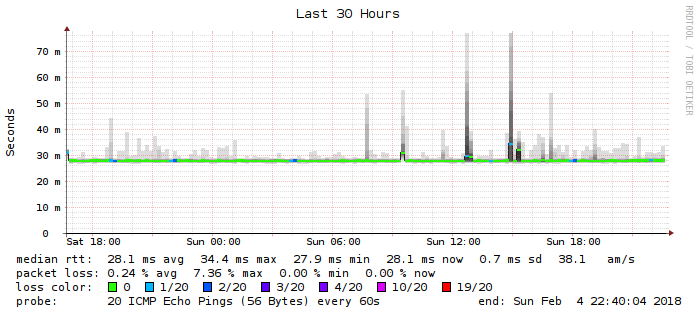 Last 30 Hours
RRDTOOL / TOBI OETIKER
Seconds
70 m
60 m
50 m
40 m
30 m
20 m
10 m
0
Sat 18:00 Sun 00:00 Sun 06:00 Sun 12:00 Sun 18:00
median rtt: 28.1 ms avg 34.4 ms max 27.9 ms min 28.1 ms now 0.7 ms sd 38.1 am/s
packet loss: 0.24 % avg 7.36 % max 0.00 % min 0.00 % now
loss color: 0 1/20 2/20 3/20 4/20 10/20 19/20
probe: 20 ICMP Echo Pings (56 Bytes) every 60s end: Sun Feb 4 22:40:04 2018